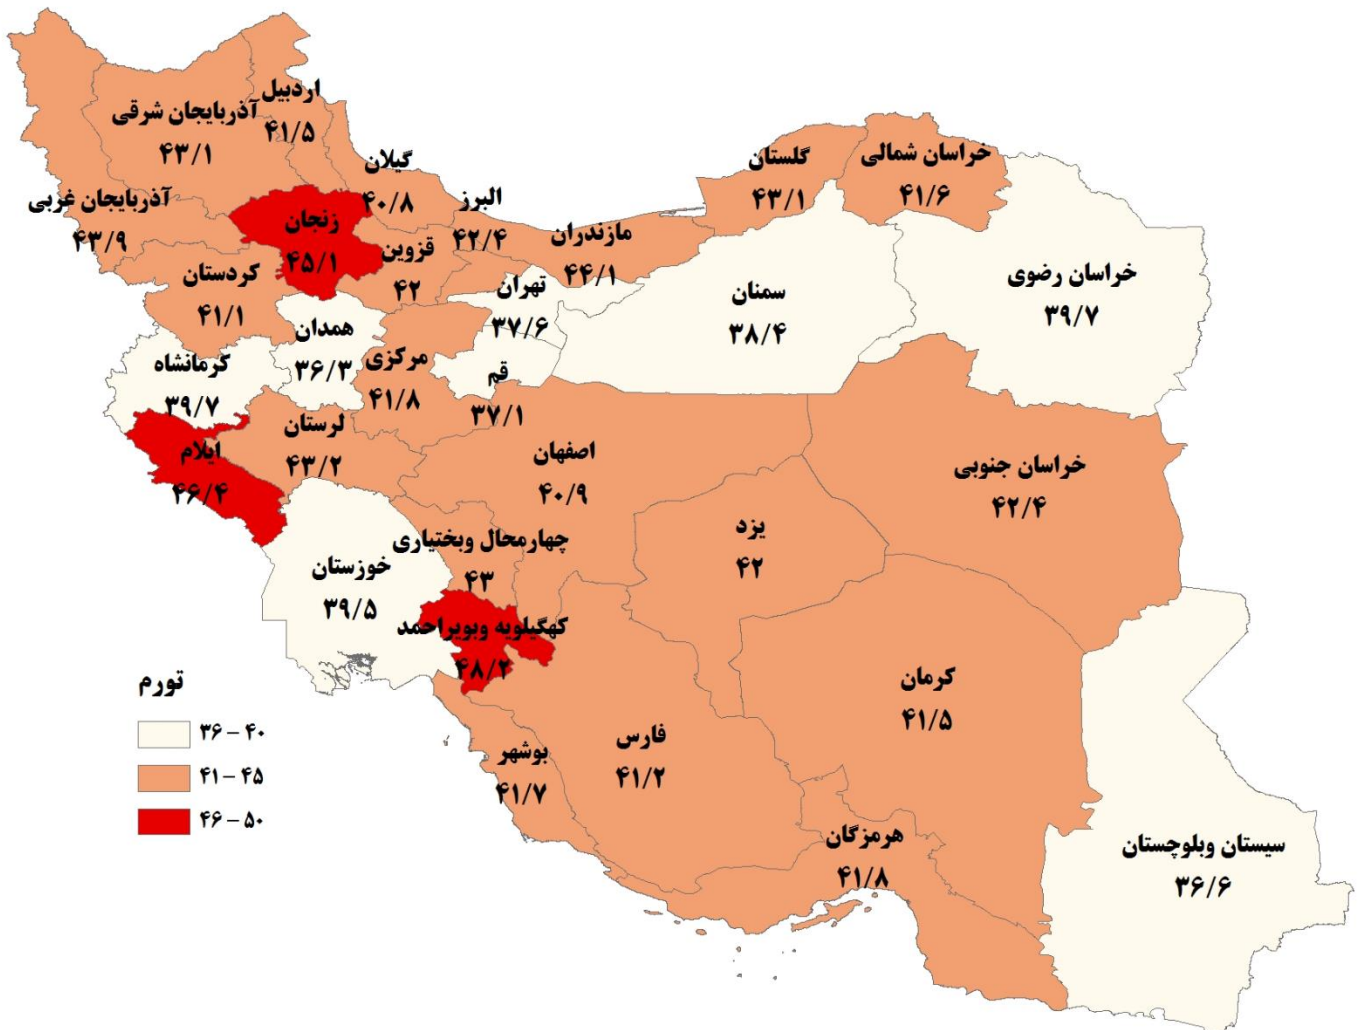 اردبیل
۴۱/۵
آذربایجان شرقی
۴۳/۱
گیلان
۴۰/۸
آذربایجان غربی
۴۳/۹
زنجان
۴۵/۱
البرز
۴۲/۴
قزوین
۴۲
مازندران
۴۴/۱
گلستان
۴۳/۱
خراسان شمالی
۴۱/۶
خراسان رضوی
۳۹/۷
سمنان
۳۸/۴
تهران
۳۷/۶
کردستان
۴۱/۱
همدان
۳۶/۳
کرمانشاه
۳۹/۷
مرکزی
۴۱/۸
قم
۳۷/۱
ایلام
۴۶/۴
لرستان
۴۳/۲
اصفهان
۴۰/۹
خراسان جنوبی
۴۲/۴
یزد
۴۲
چهارمحال وبختیاری
۴۳
خوزستان
۳۹/۵
کهگیلویه وبویراحمد
۴۸/۲
کرمان
۴۱/۵
فارس
۴۱/۲
بوشهر
۴۱/۷
هرمزگان
۴۱/۸
سیستان وبلوچستان
۳۶/۶
تورم
۳۶ – ۴۰
۴۱ – ۴۵
۴۶ – ۵۰